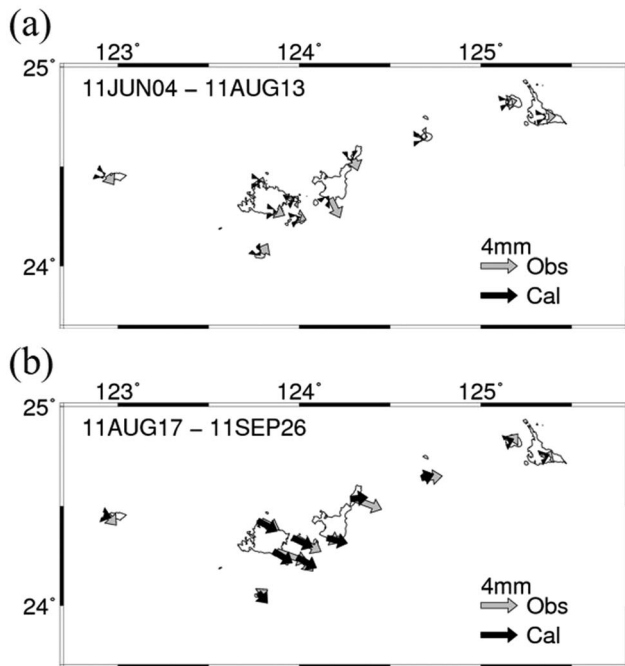 (a)
123° 124° 125°
25°
11JUN04 – 11AUG13
24°
4mm
Obs
Cal
(b)
123° 124° 125°
25°
11AUG17 – 11SEP26
24°
4mm
Obs
Cal